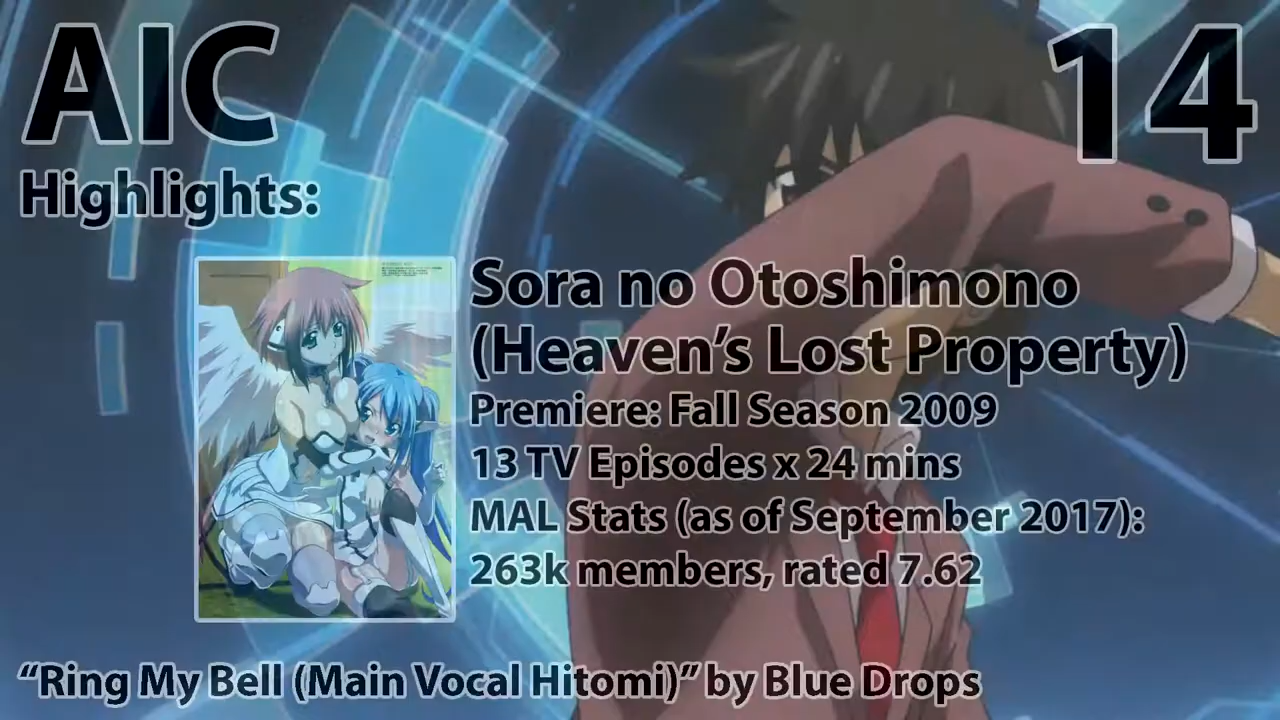 AIC
14
Highlights:
Sora no Otoshimono
(Heaven's Lost Property)
Premiere: Fall Season 2009
13 TV Episodes x 24 mins
MAL Stats (as of September 2017):
263k members, rated 7.62
“Ring My Bell (Main Vocal Hitomi)” by Blue Drops